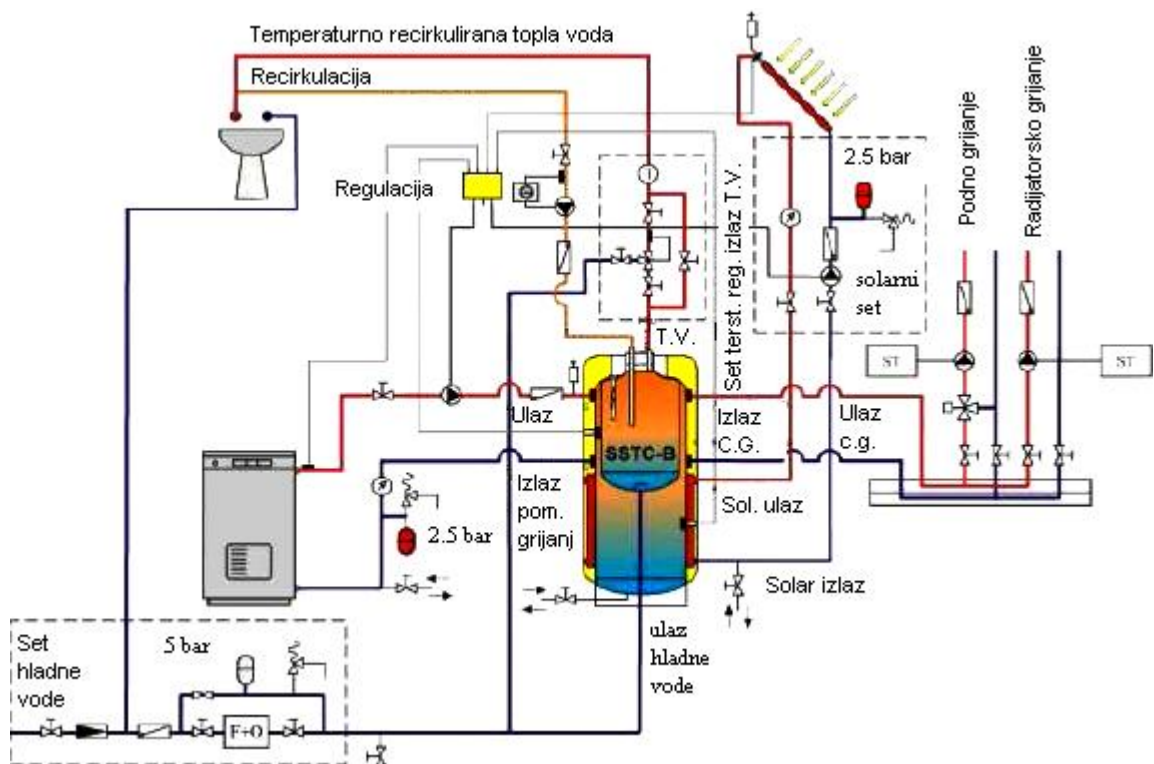 Temperaturno recirkulirana topla voda
Recirkulacija
Regulacija
2.5 bar
solarni
set
Podno grijanje
Radijatorsko grijanje
Set terst. reg. izlaz T.V.
T.V.
ST
ST
Ulaz
Izlaz
C.G.
Ulaz
c.g.
SSTC-B
Izlaz
pom.
grijanj
2.5 bar
Sol. ulaz
Solar izlaz
ulaz
hladne
vode
Set
hladne
vode
5 bar
F+O